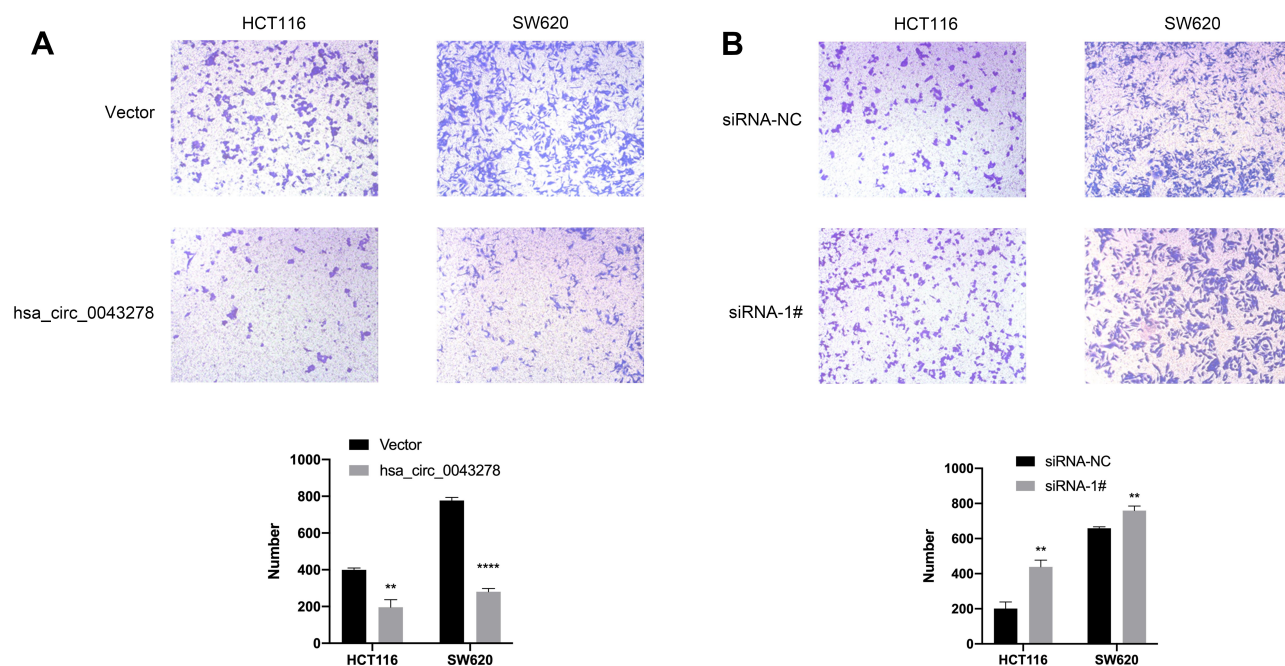 A
HCT116 SW620
Vector
hsa_circ_0043278
Vector
hsa_circ_0043278
1000
800
600
400
200
0
Number
**
****
HCT116 SW620
B
HCT116 SW620
siRNA-NC
siRNA-1#
siRNA-NC
siRNA-1#
1000
800
600
400
200
0
Number
**
**
HCT116 SW620